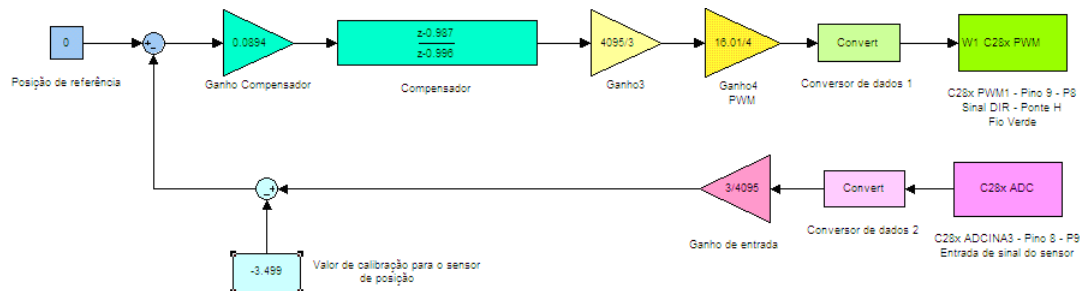 0
+
-
0.0894
z-0.987
z-0.996
4095/3
16.01/4
Convert
W1 C28x PWM
Posição de referência
Ganho Compensador
Compensador
Ganho3
Ganho4
PWM
Conversor de dados 1
C28x PWM1 - Pino 9 - P8
Sinal DIR - Ponte H
Fio Verde
- +
3/4095
Convert
C28x ADC
Ganho de entrada
Conversor de dados 2
C28x ADCINA3 - Pino 8 - P9
Entrada de sinal do sensor
-3.499
Valor de calibração para o sensor
de posição